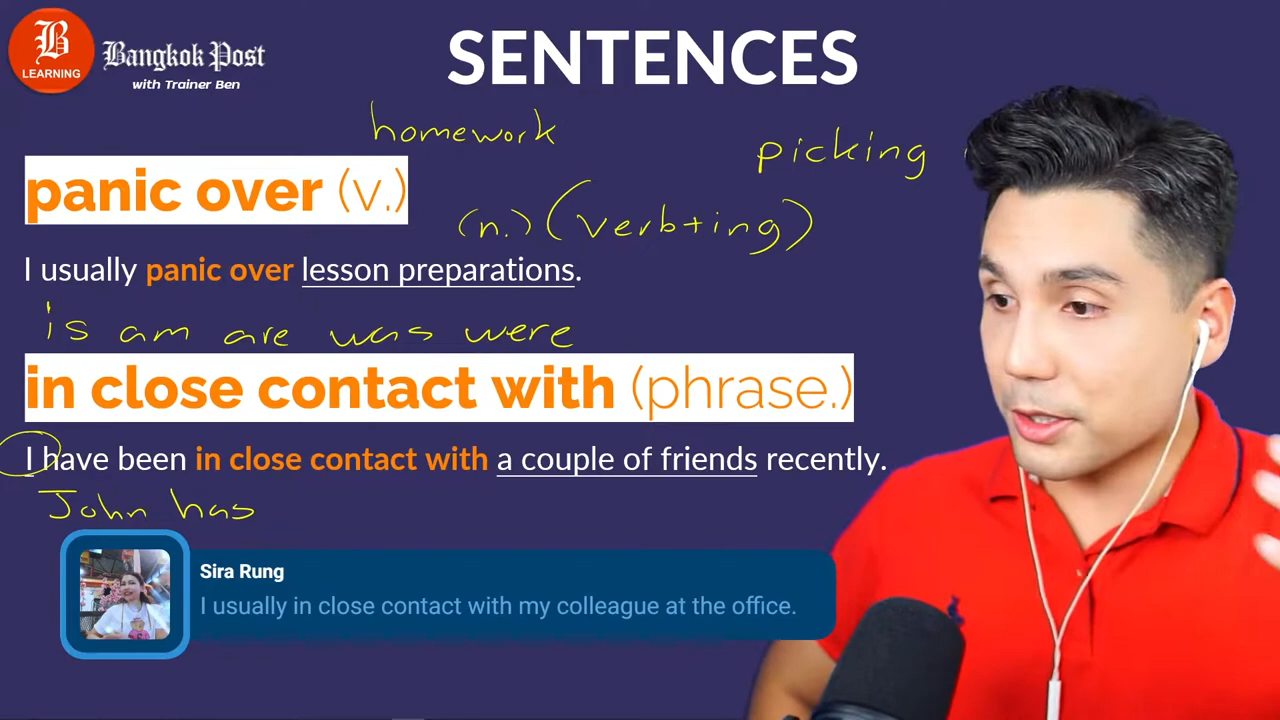 B
LEARNING
Bangkok Post
with Trainer Ben
SENTENCES
homework
picking
panic over (v.)
(n.) (verb+ing)
I usually panic over lesson preparations.
is am are was were
in close contact with (phrase.)
I have been in close contact with a couple of friends recently.
John has
Sira Rung
I usually in close contact with my colleague at the office.